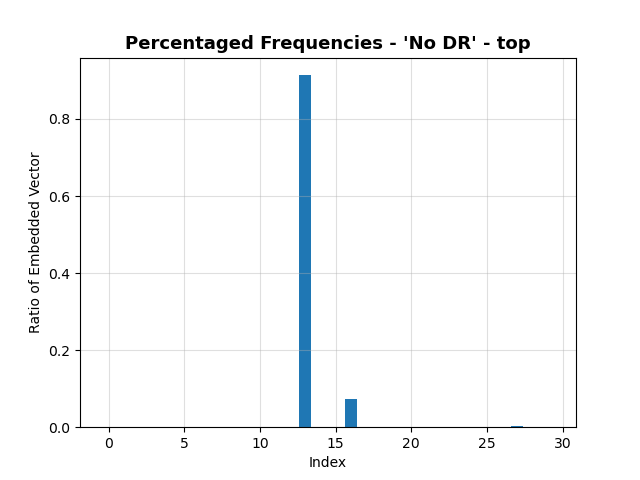 Percentaged Frequencies - 'No DR' - top
Ratio of Embedded Vector
0.8
0.6
0.4
0.2
0.0
0 5 10 15 20 25 30
Index